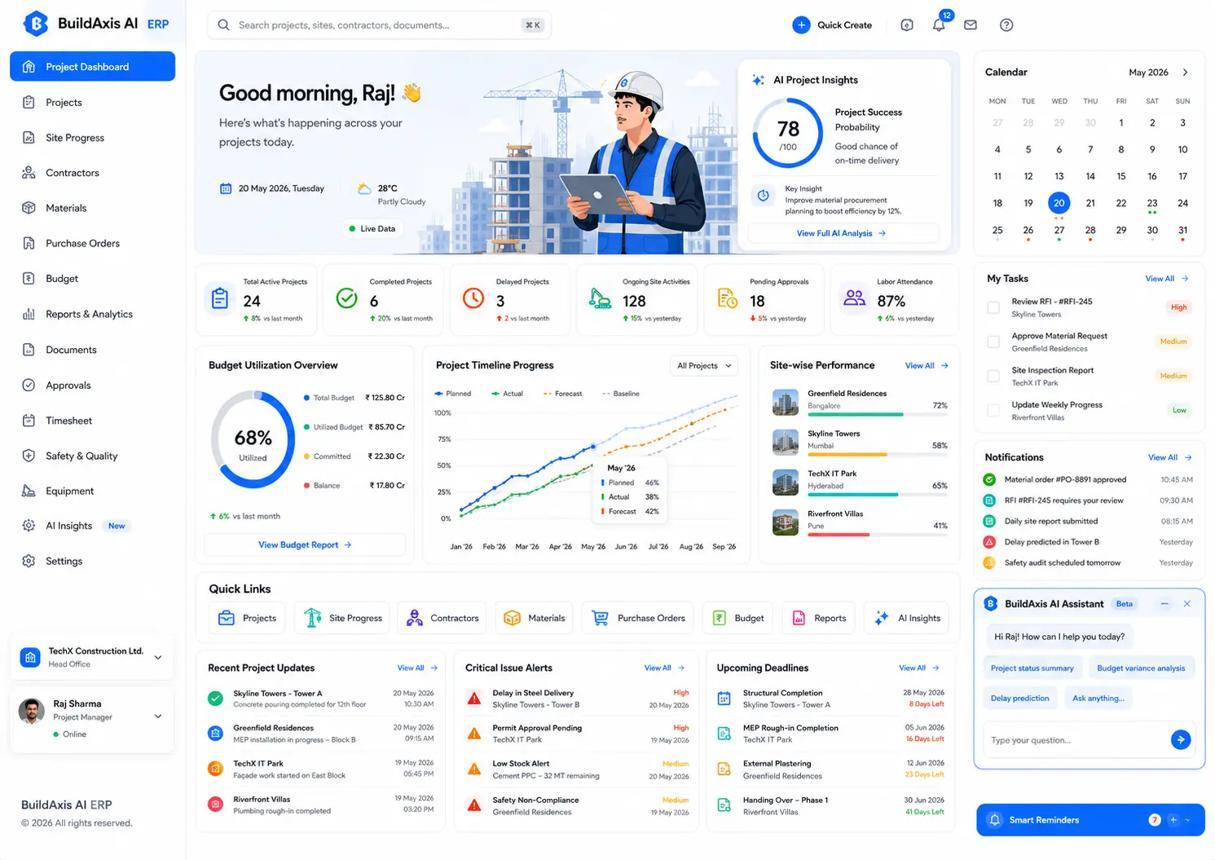 BuildAxis AI ERP
Search projects, sites, contractors, documents...
⌘ K
Quick Create
12
Project Dashboard
Projects
Site Progress
Contractors
Materials
Purchase Orders
Budget
Reports & Analytics
Documents
Approvals
Timesheet
Safety & Quality
Equipment
AI Insights New
Settings
TechX Construction Ltd.
Head Office
Raj Sharma
Project Manager
Online
BuildAxis AI ERP
© 2026 All rights reserved.
Good morning, Raj! 👋
Here's what's happening across your
projects today.
20 May 2026, Tuesday
28°C
Partly Cloudy
Live Data
AI Project Insights
78
/100
Project Success
Probability
Good chance of
on-time delivery
Key Insight
Improve material procurement
planning to boost efficiency by 12%.
View Full AI Analysis →
Total Active Projects
24
8% vs last month
Completed Projects
6
20% vs last month
Delayed Projects
3
2 vs last month
Ongoing Site Activities
128
15% vs yesterday
Pending Approvals
18
5% vs yesterday
Labor Attendance
87%
6% vs yesterday
Budget Utilization Overview
68%
Utilized
Total Budget ₹ 125.80 Cr
Utilized Budget ₹ 85.70 Cr
Committed ₹ 22.30 Cr
Balance ₹ 17.80 Cr
6% vs last month
View Budget Report →
Project Timeline Progress
All Projects
Planned Actual Forecast Baseline
100%
75%
50%
25%
0%
May '26
Planned 46%
Actual 38%
Forecast 42%
Jan '26 Feb '26 Mar '26 Apr '26 May '26 Jun '26 Jul '26 Aug '26 Sep '26
Site-wise Performance
View All →
Greenfield Residences
Bangalore 72%
Skyline Towers
Mumbai 58%
TechX IT Park
Hyderabad 65%
Riverfront Villas
Pune 41%
Quick Links
Projects
Site Progress
Contractors
Materials
Purchase Orders
Budget
Reports
AI Insights
Recent Project Updates
View All →
Skyline Towers - Tower A 20 May 2026
Concrete pouring completed for 12th floor 10:30 AM
Greenfield Residences 20 May 2026
MEP installation in progress – Block B 09:15 AM
TechX IT Park 19 May 2026
Façade work started on East Block 05:45 PM
Riverfront Villas 19 May 2026
Plumbing rough-in completed 03:20 PM
Critical Issue Alerts
View All →
Delay in Steel Delivery High
Skyline Towers - Tower B 20 May 2026
Permit Approval Pending High
TechX IT Park 19 May 2026
Low Stock Alert Medium
Cement PPC – 32 MT remaining 20 May 2026
Safety Non-Compliance Medium
Greenfield Residences 19 May 2026
Upcoming Deadlines
View All →
Structural Completion 28 May 2026
Skyline Towers - Tower A 8 Days Left
MEP Rough-in Completion 05 Jun 2026
TechX IT Park 16 Days Left
External Plastering 12 Jun 2026
Greenfield Residences 23 Days Left
Handing Over – Phase 1 30 Jun 2026
Riverfront Villas 41 Days Left
Calendar
May 2026
MON TUE WED THU FRI SAT SUN
27 28 29 30 1 2 3
4 5 6 7 8 9 10
11 12 13 14 15 16 17
18 19 20 21 22 23 24
25 26 27 28 29 30 31
My Tasks
View All →
Review RFI - #RFI-245
Skyline Towers
High
Approve Material Request
Greenfield Residences
Medium
Site Inspection Report
TechX IT Park
Medium
Update Weekly Progress
Riverfront Villas
Low
Notifications
View All →
Material order #PO-8891 approved 10:45 AM
RFI #RFI-245 requires your review 09:30 AM
Daily site report submitted 08:15 AM
Delay predicted in Tower B Yesterday
Safety audit scheduled tomorrow Yesterday
BuildAxis AI Assistant Beta
Hi Raj! How can I help you today?
Project status summary
Budget variance analysis
Delay prediction
Ask anything...
Type your question...
Smart Reminders 7